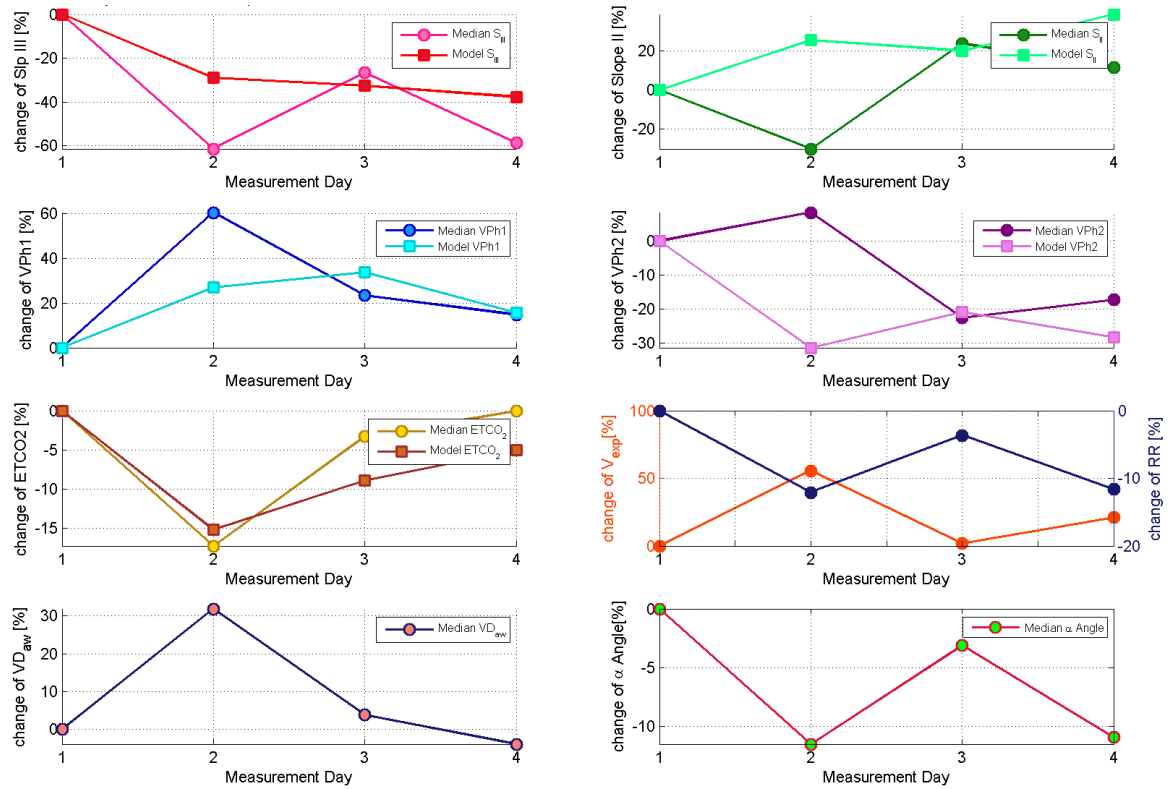 change of Slp III [%]
0
-20
-40
-60
Median S_III
Model S_III
1 2 3 4
Measurement Day
change of Slope II [%]
20
0
-20
Median S_II
Model S_II
1 2 3 4
Measurement Day
change of VPh1 [%]
60
40
20
0
Median VPh1
Model VPh1
1 2 3 4
Measurement Day
change of VPh2 [%]
0
-10
-20
-30
Median VPh2
Model VPh2
1 2 3 4
Measurement Day
change of ETCO2 [%]
0
-5
-10
-15
Median ETCO_2
Model ETCO_2
1 2 3 4
Measurement Day
change of V_exp[%]
100
50
0
0
-10
-20
change of RR [%]
1 2 3 4
Measurement Day
change of VD_aw [%]
30
20
10
0
Median VD_aw
1 2 3 4
Measurement Day
change of α Angle[%]
0
-5
-10
Median α Angle
1 2 3 4
Measurement Day